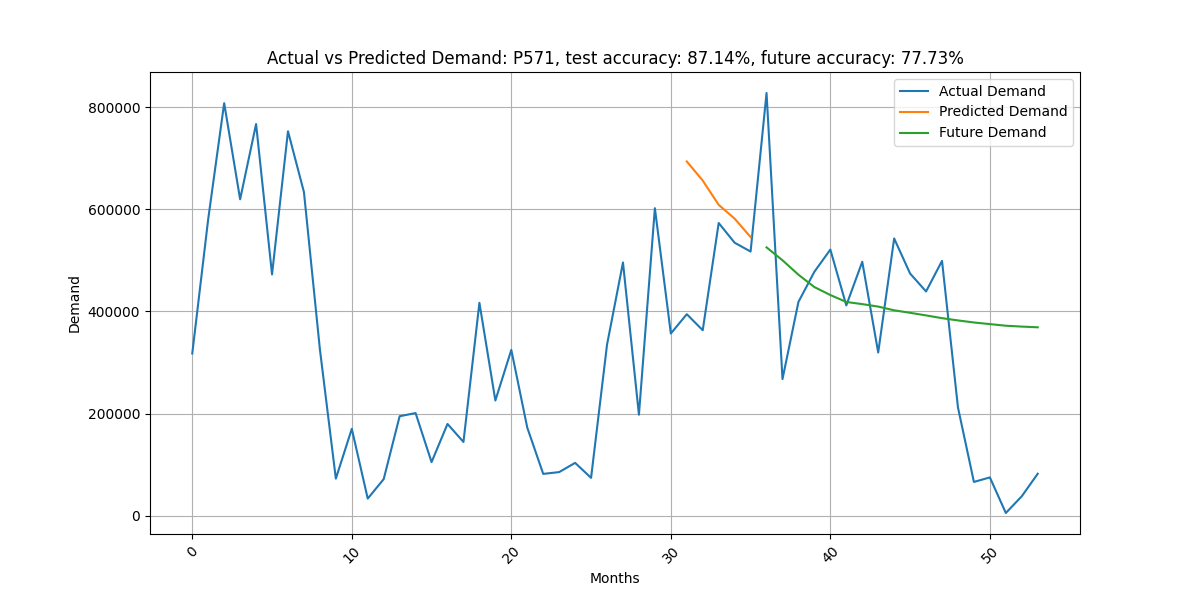 Actual vs Predicted Demand: P571, test accuracy: 87.14%, future accuracy: 77.73%
Actual Demand
Predicted Demand
Future Demand
800000
600000
400000
200000
0
Demand
0 10 20 30 40 50
Months